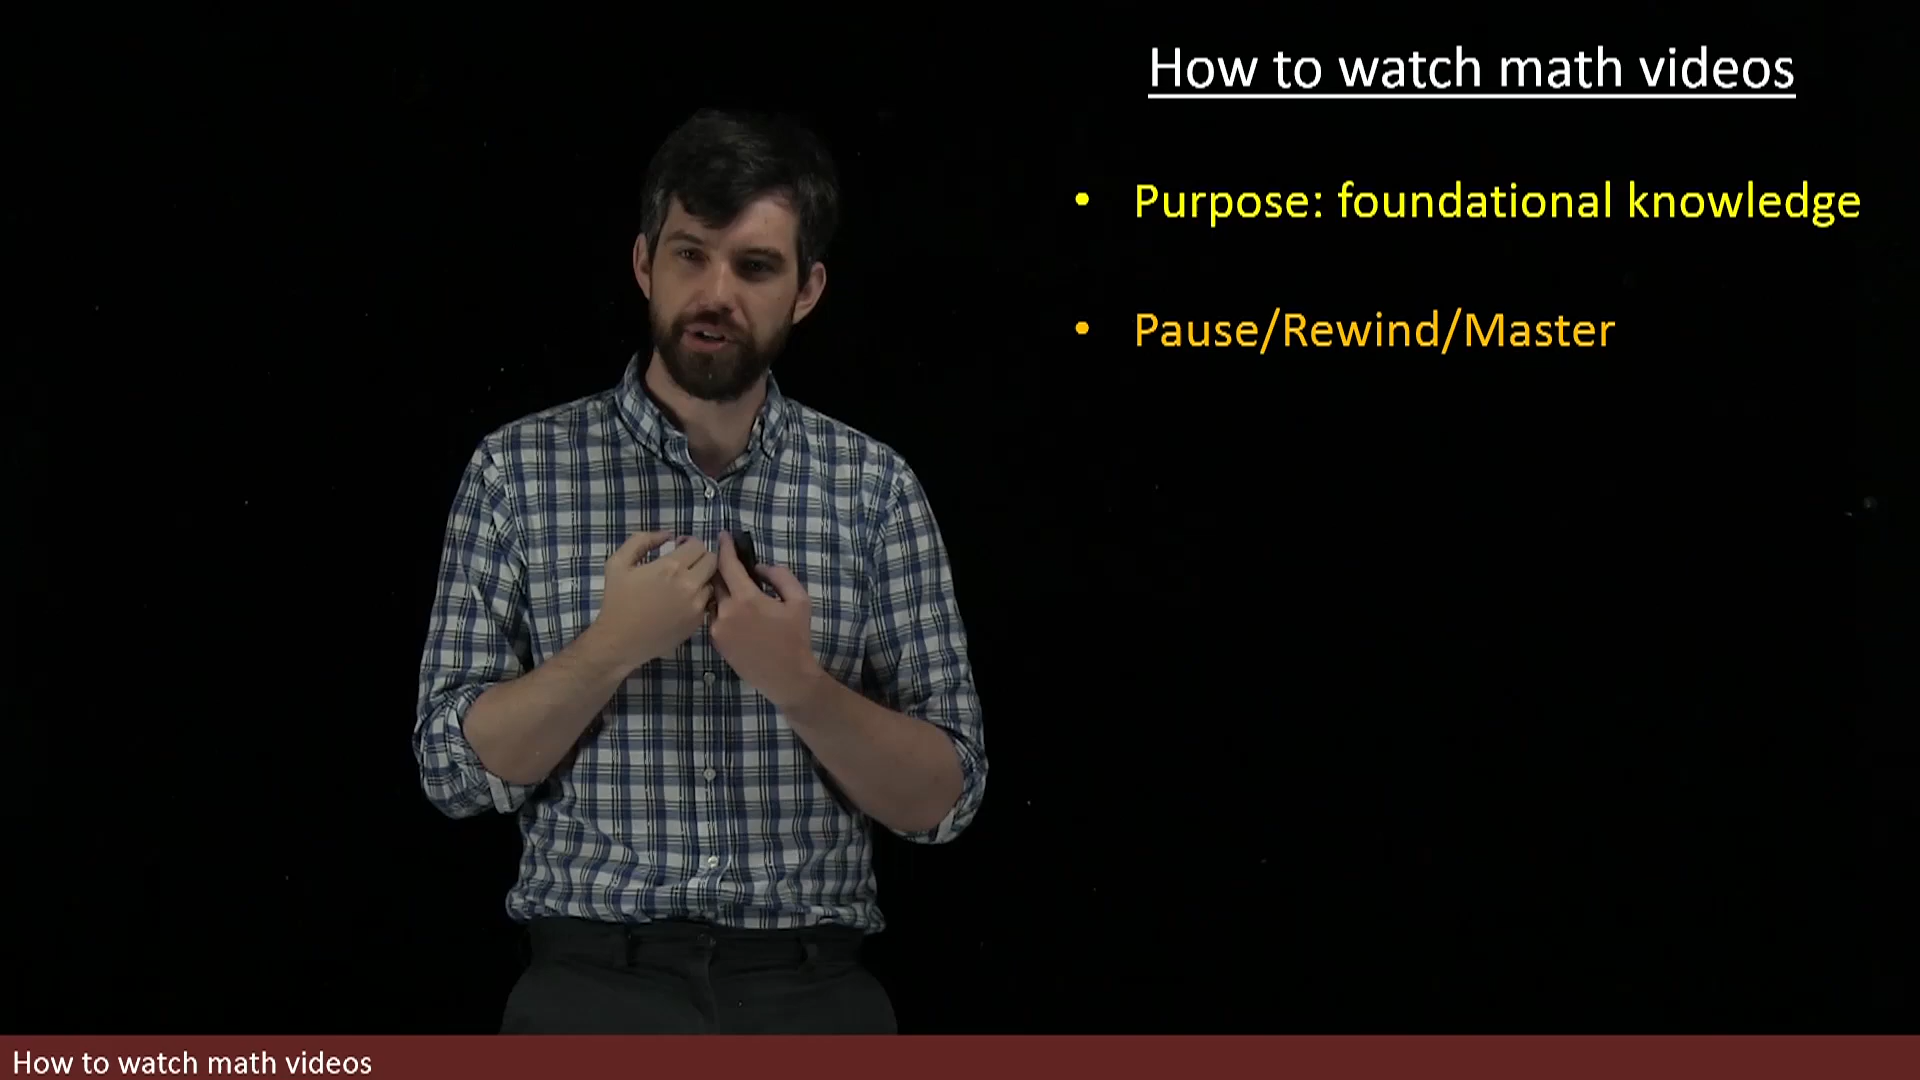 How to watch math videos
• Purpose: foundational knowledge
• Pause/Rewind/Master
How to watch math videos